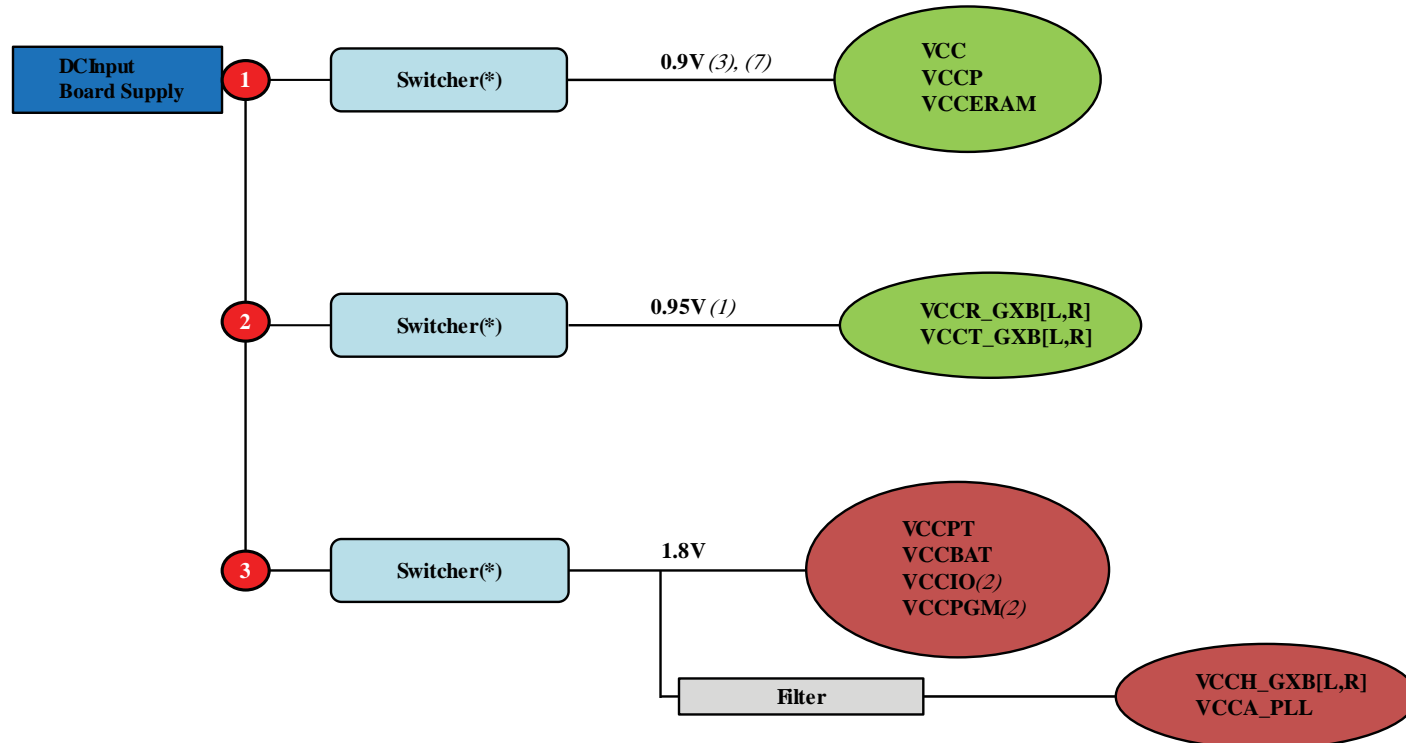 DCInput
Board Supply
1
Switcher(*)
0.9V (3), (7)
VCC
VCCP
VCCERAM
2
Switcher(*)
0.95V (1)
VCCR_GXB[L,R]
VCCT_GXB[L,R]
3
Switcher(*)
1.8V
VCCPT
VCCBAT
VCCIO(2)
VCCPGM(2)
Filter
VCCH_GXB[L,R]
VCCA_PLL